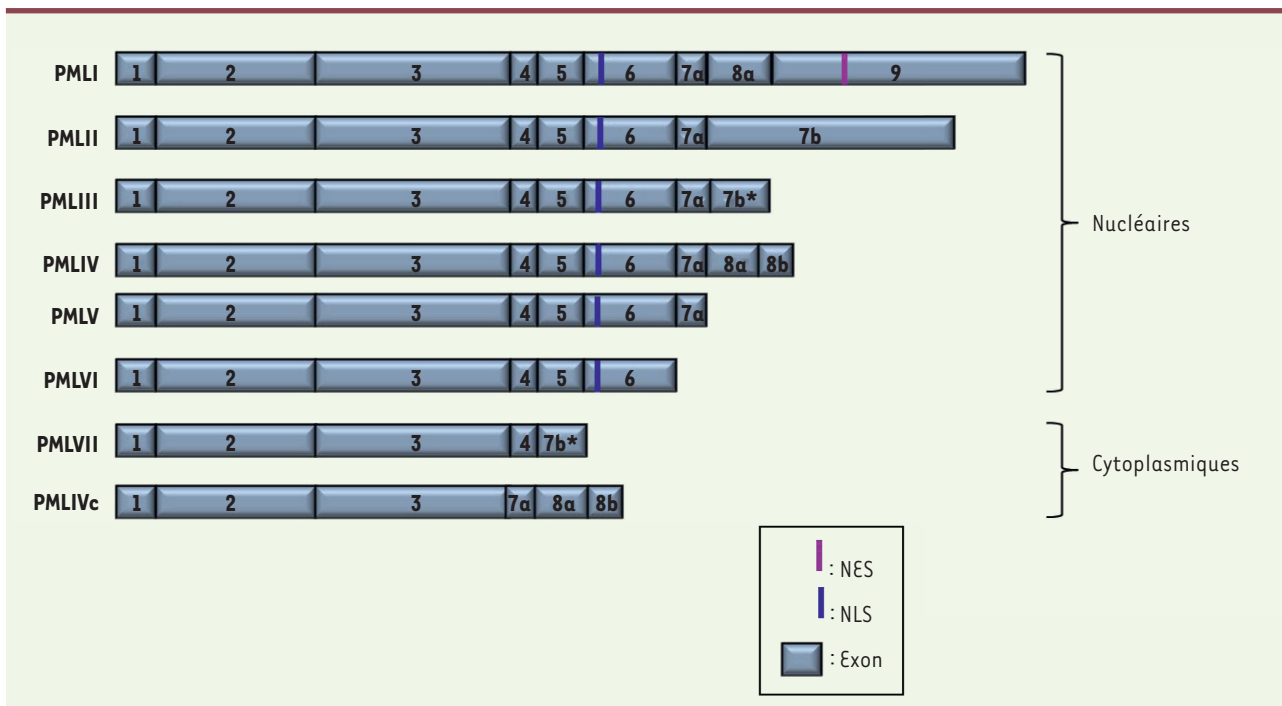 PMLI 1 2 3 4 5 6 7a 8a 9
PMLII 1 2 3 4 5 6 7a 7b
PMLIII 1 2 3 4 5 6 7a 7b*
PMLIV 1 2 3 4 5 6 7a 8a 8b
PMLV 1 2 3 4 5 6 7a
PMLVI 1 2 3 4 5 6
Nucléaires
PMLVII 1 2 3 4 7b*
PMLIVc 1 2 3 7a 8a 8b
Cytoplasmiques
: NES
: NLS
: Exon